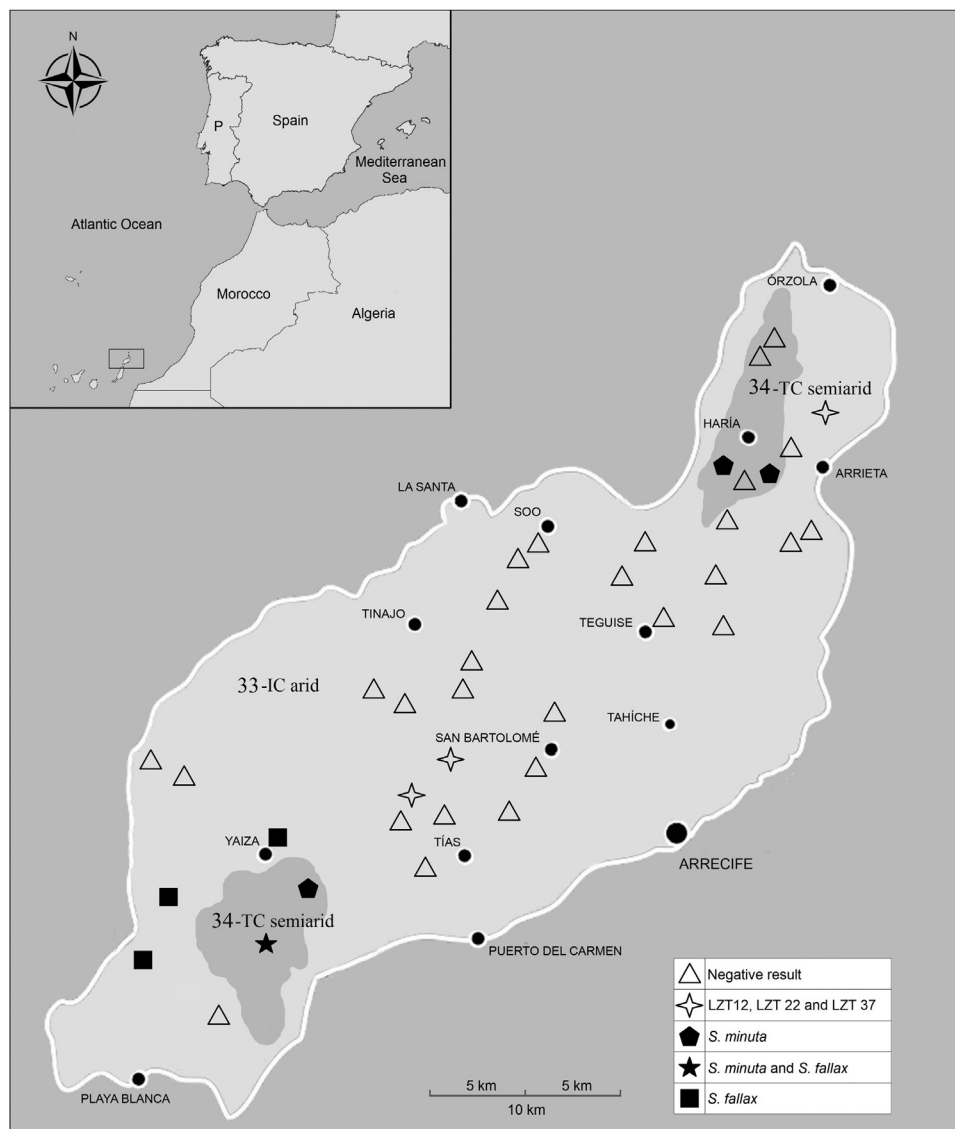 N
P
Spain
Mediterranean
Sea
Atlantic Ocean
Morocco
Algeria
ÓRZOLA
34-TC semiarid
HARÍA
ARRIETA
LA SANTA
SOO
TINAJO
TEGUISE
33-IC arid
TAHÍCHE
SAN BARTOLOMÉ
YAIZA
TÍAS
ARRECIFE
34-TC semiarid
PUERTO DEL CARMEN
PLAYA BLANCA
5 km 5 km
10 km
Negative result
LZT12, LZT 22 and LZT 37
S. minuta
S. minuta and S. fallax
S. fallax